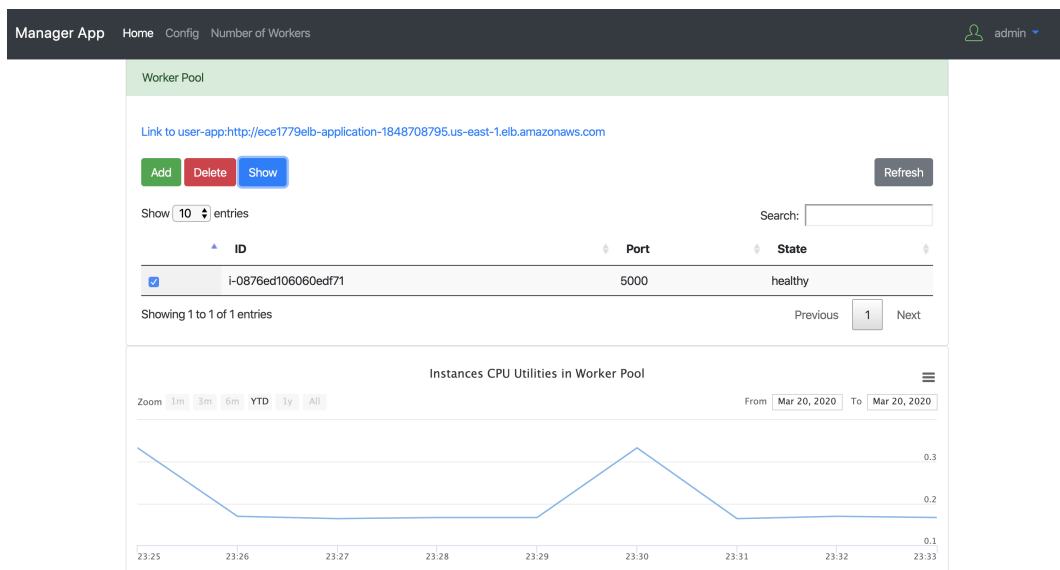 Manager App Home Config Number of Workers admin
Worker Pool
Link to user-app:http://ece1779elb-application-1848708795.us-east-1.elb.amazonaws.com
Add Delete Show Refresh
Show 10 entries Search:
ID Port State
i-0876ed106060edf71 5000 healthy
Showing 1 to 1 of 1 entries Previous 1 Next
Instances CPU Utilities in Worker Pool
Zoom 1m 3m 6m YTD 1y All From Mar 20, 2020 To Mar 20, 2020
0.3
0.2
0.1
23:25 23:26 23:27 23:28 23:29 23:30 23:31 23:32 23:33